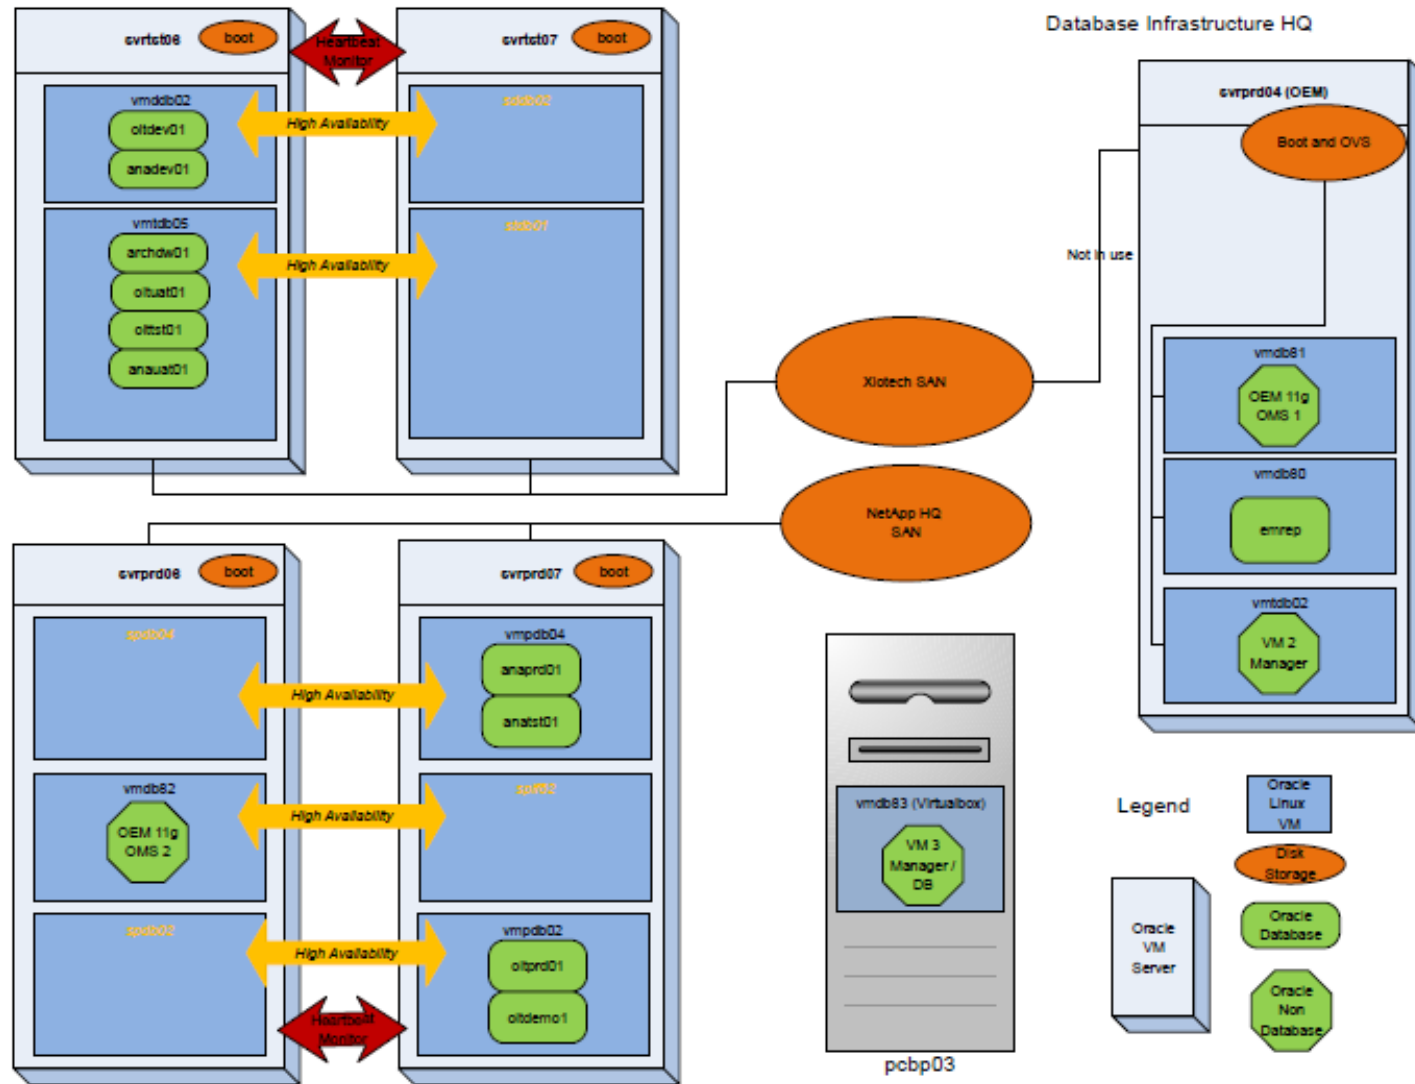 Database Infrastructure HQ
svrtst06
boot
Heartbeat
Monitor
svrtst07
boot
vmddb02
oltdev01
anadev01
High Availability
sddb02
vmtdb05
archdw01
oltuat01
olttst01
anauat01
High Availability
stdb01
svrprd04 (OEM)
Boot and OVS
Not in use
vmdb81
OEM 11g
OMS 1
vmdb80
emrep
vmtdb02
VM 2
Manager
Xiotech SAN
NetApp HQ
SAN
svrprd06
boot
svrprd07
boot
spdb04
High Availability
vmpdb04
anaprd01
anatst01
vmdb82
OEM 11g
OMS 2
High Availability
splf02
spdb02
High Availability
vmpdb02
oltprd01
oltdemo1
Heartbeat
Monitor
vmdb83 (Virtualbox)
VM 3
Manager /
DB
pcbp03
Legend
Oracle
Linux
VM
Disk
Storage
Oracle
VM
Server
Oracle
Database
Oracle
Non
Database